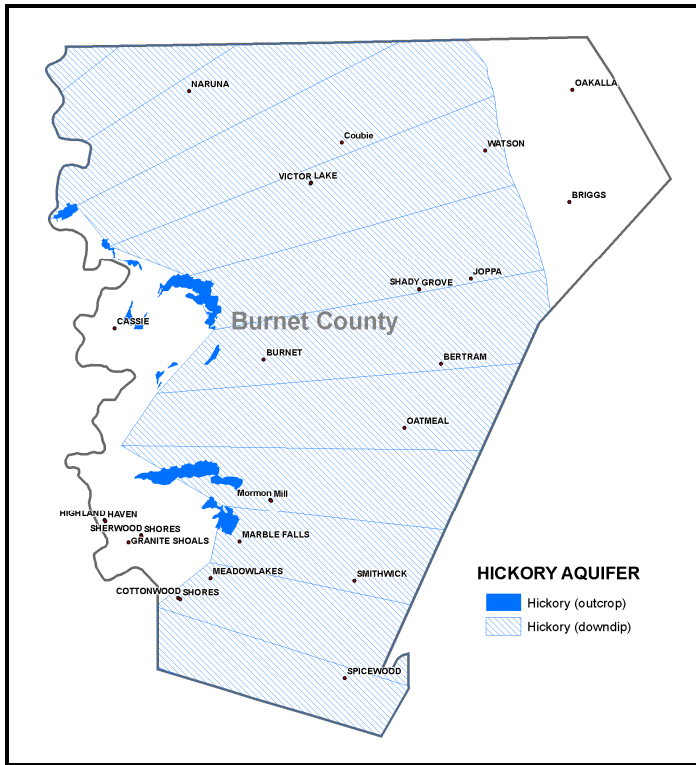 NARUNA
OAKALLA
Coubie
WATSON
VICTOR LAKE
BRIGGS
JOPPA
SHADY GROVE
CASSIE
Burnet County
BURNET
BERTRAM
OATMEAL
Mormon Mill
HIGHLAND HAVEN
SHERWOOD SHORES
GRANITE SHOALS
MARBLE FALLS
MEADOWLAKES
SMITHWICK
COTTONWOOD SHORES
SPICEWOOD
HICKORY AQUIFER
Hickory (outcrop)
Hickory (downdip)